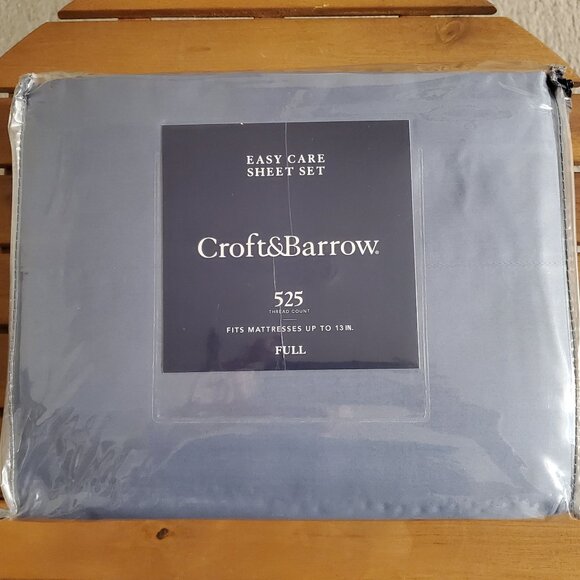 EASY CARE
SHEET SET
Croft&Barrow®
525
THREAD COUNT
FITS MATTRESSES UP TO 13 IN.
FULL